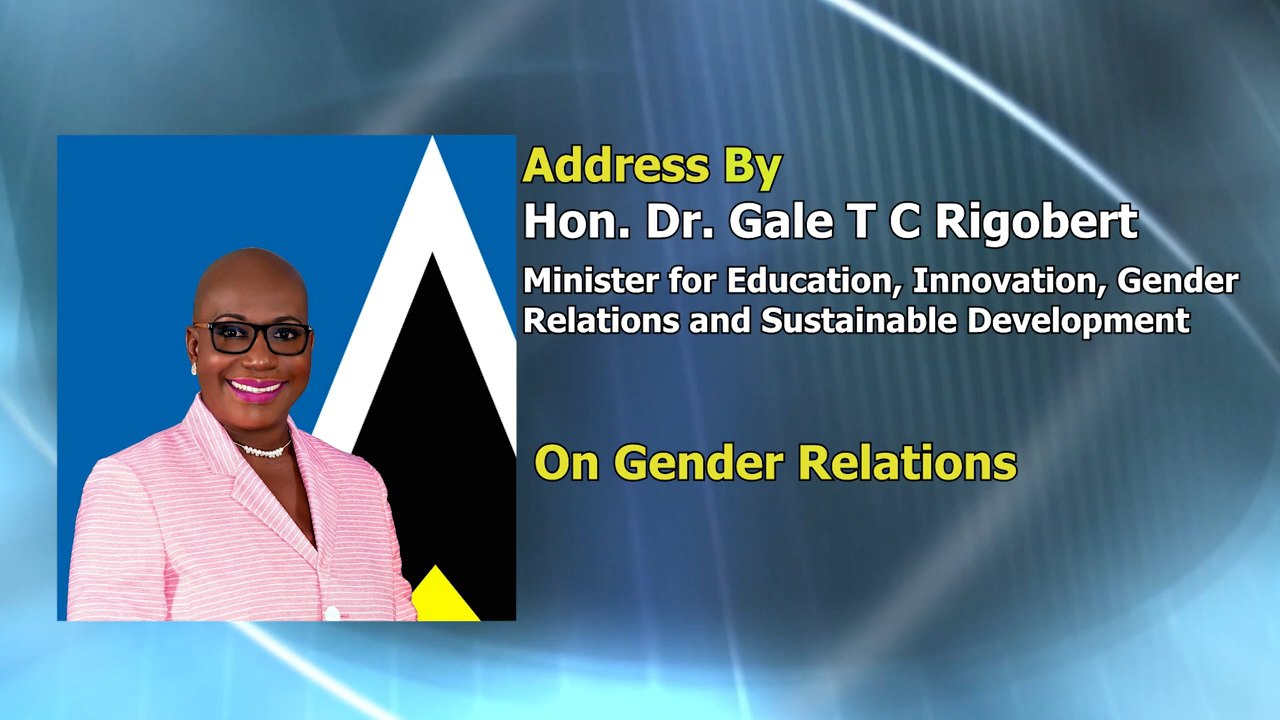 Address By
Hon. Dr. Gale T C Rigobert
Minister for Education, Innovation, Gender
Relations and Sustainable Development
On Gender Relations